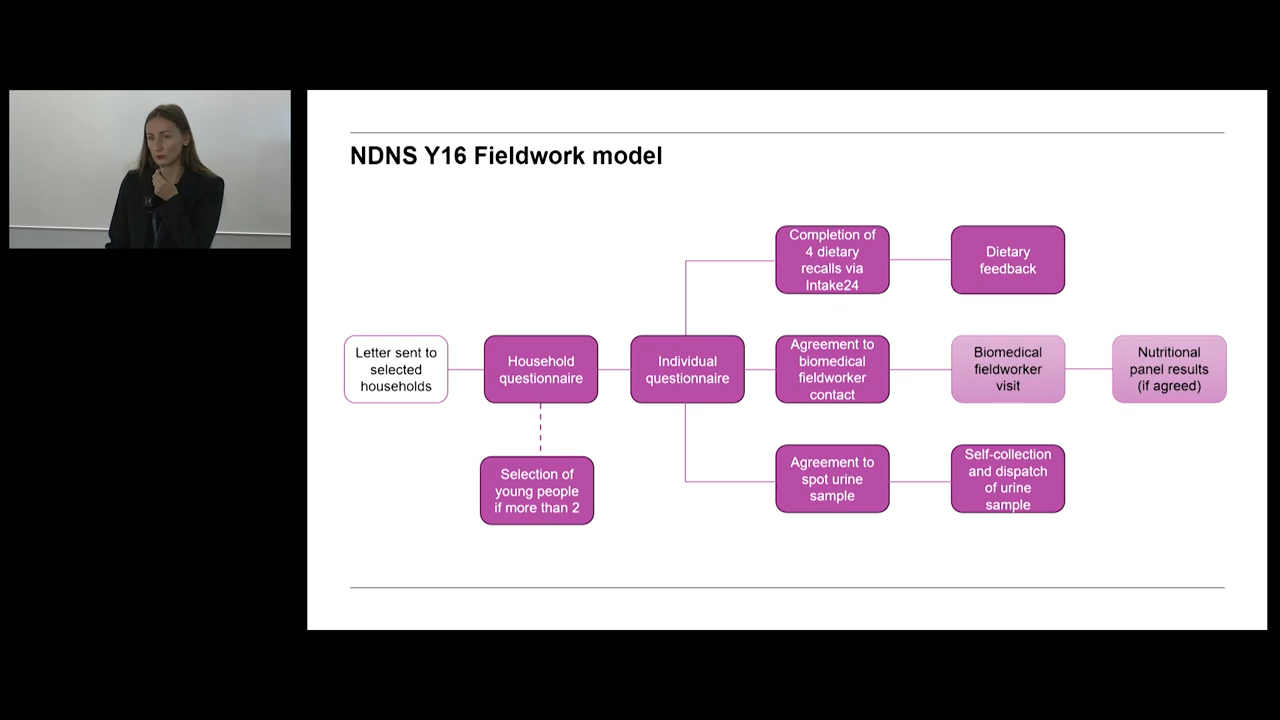 NDNS Y16 Fieldwork model
Completion of
4 dietary
recalls via
Intake24
Dietary
feedback
Letter sent to
selected
households
Household
questionnaire
Individual
questionnaire
Agreement to
biomedical
fieldworker
contact
Biomedical
fieldworker
visit
Nutritional
panel results
(if agreed)
Selection of
young people
if more than 2
Agreement to
spot urine
sample
Self-collection
and dispatch
of urine
sample